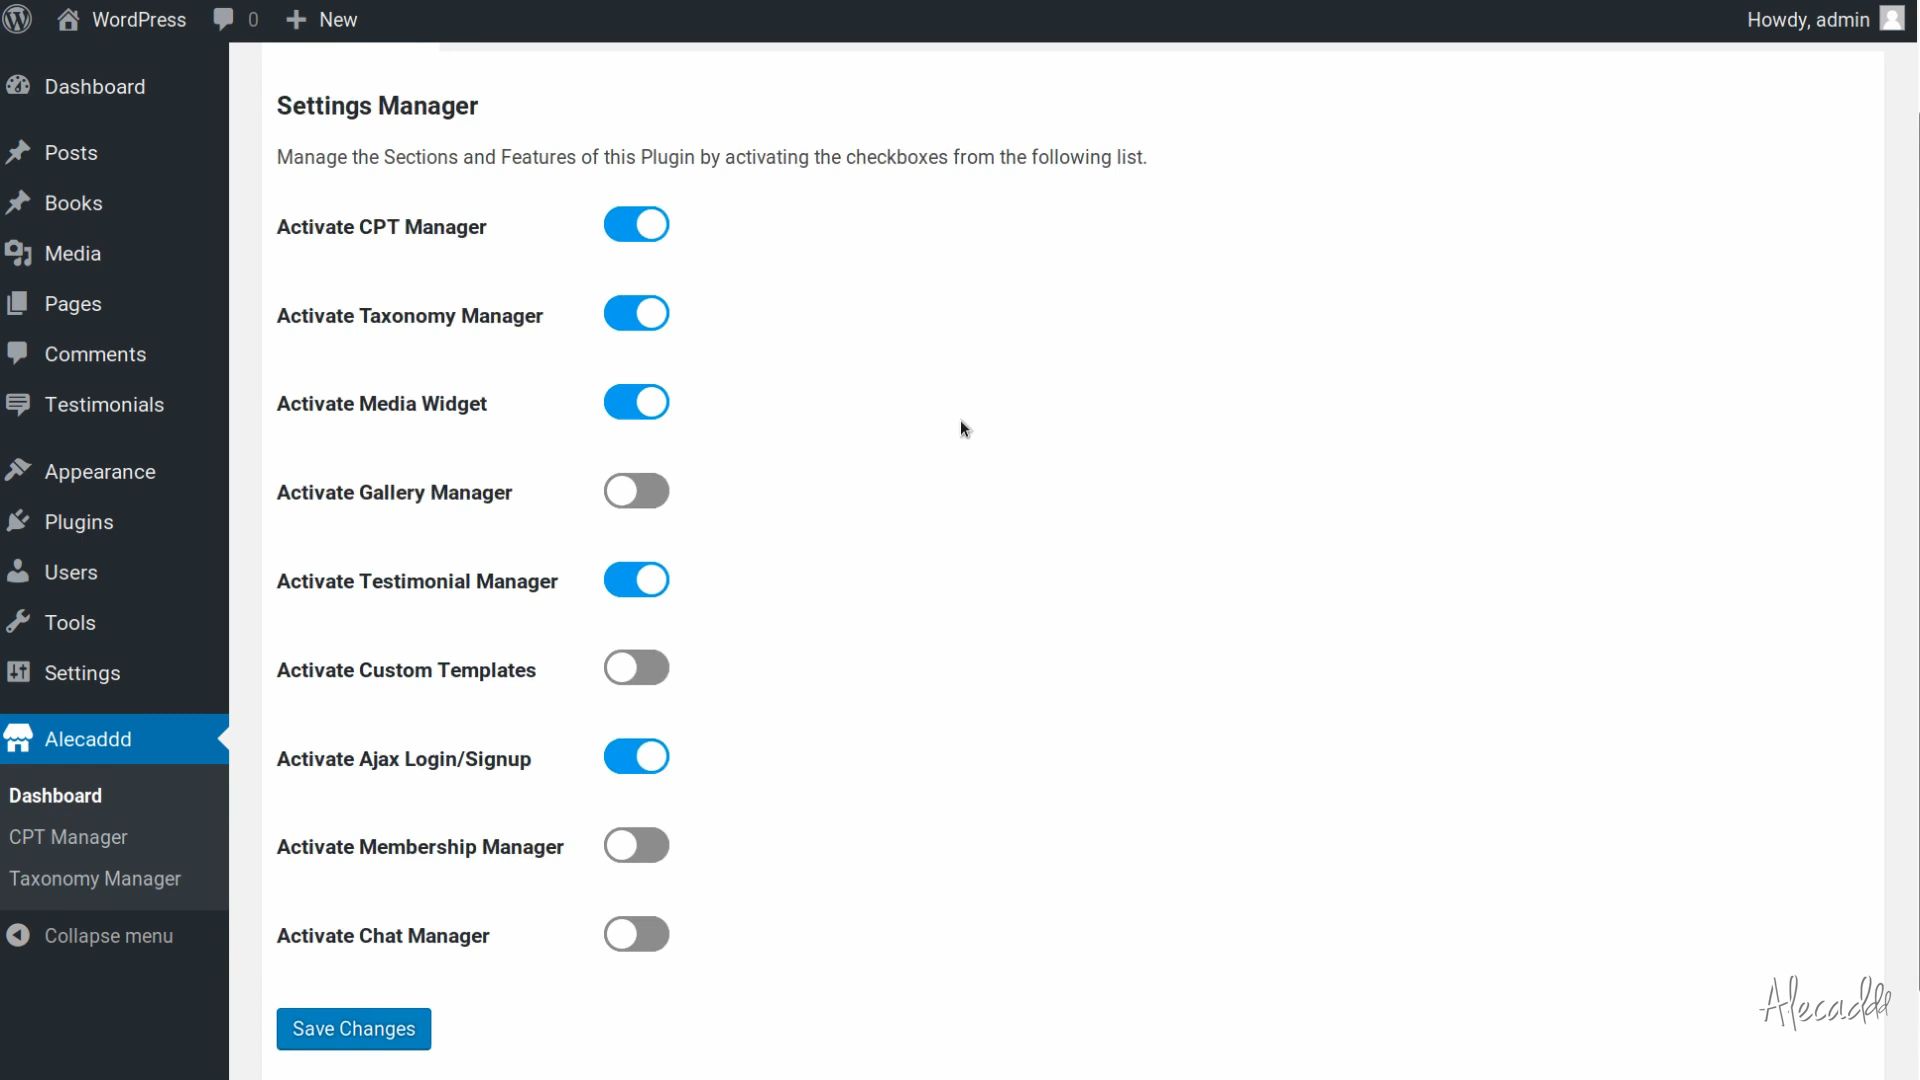 WordPress 0 New Howdy, admin
Dashboard
Posts
Books
Media
Pages
Comments
Testimonials
Appearance
Plugins
Users
Tools
Settings
Alecaddd
Dashboard
CPT Manager
Taxonomy Manager
Collapse menu
Settings Manager
Manage the Sections and Features of this Plugin by activating the checkboxes from the following list.
Activate CPT Manager
Activate Taxonomy Manager
Activate Media Widget
Activate Gallery Manager
Activate Testimonial Manager
Activate Custom Templates
Activate Ajax Login/Signup
Activate Membership Manager
Activate Chat Manager
Save Changes
Alecaddd